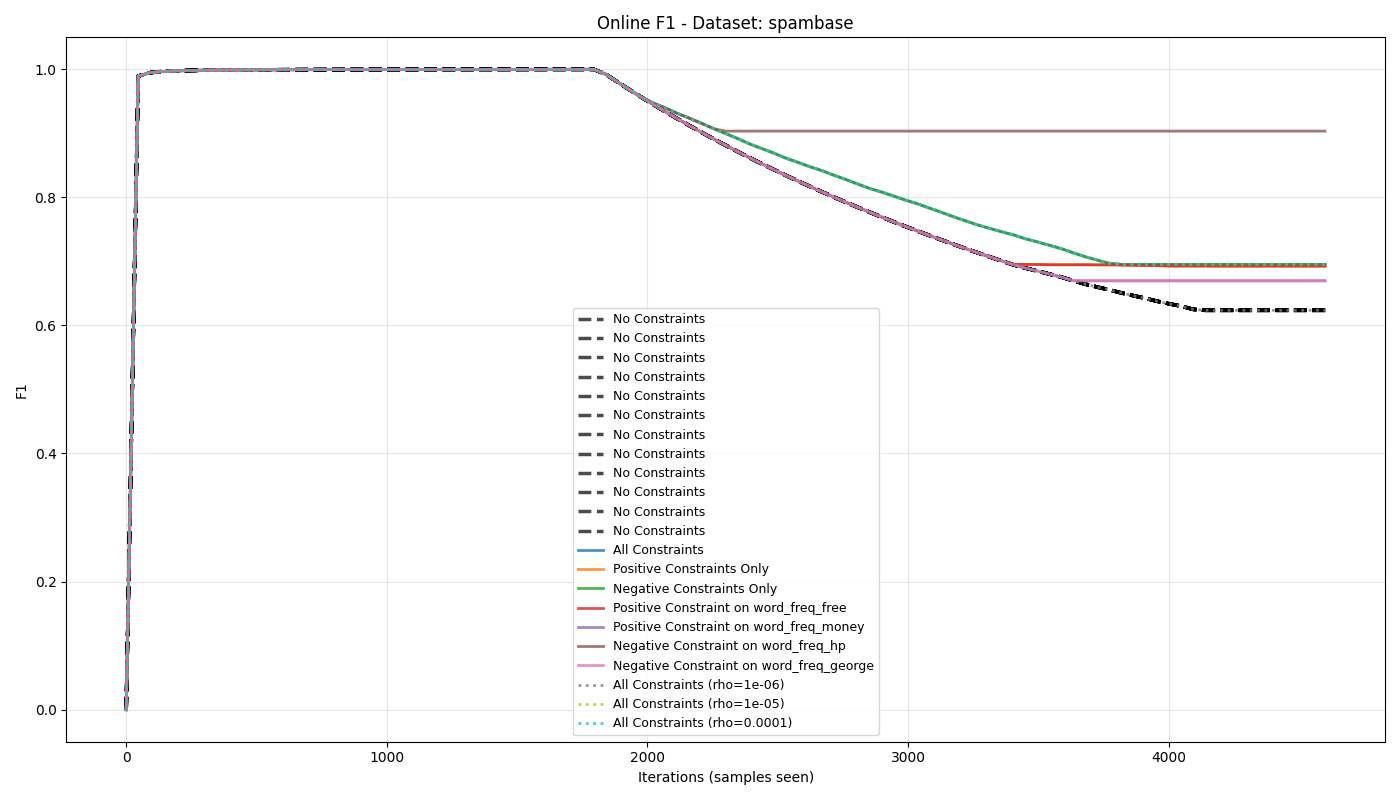 Online F1 - Dataset: spambase
1.0
0.8
0.6
0.4
0.2
0.0
F1
No Constraints
No Constraints
No Constraints
No Constraints
No Constraints
No Constraints
No Constraints
No Constraints
No Constraints
No Constraints
No Constraints
No Constraints
All Constraints
Positive Constraints Only
Negative Constraints Only
Positive Constraint on word_freq_free
Positive Constraint on word_freq_money
Negative Constraint on word_freq_hp
Negative Constraint on word_freq_george
All Constraints (rho=1e-06)
All Constraints (rho=1e-05)
All Constraints (rho=0.0001)
0 1000 2000 3000 4000
Iterations (samples seen)